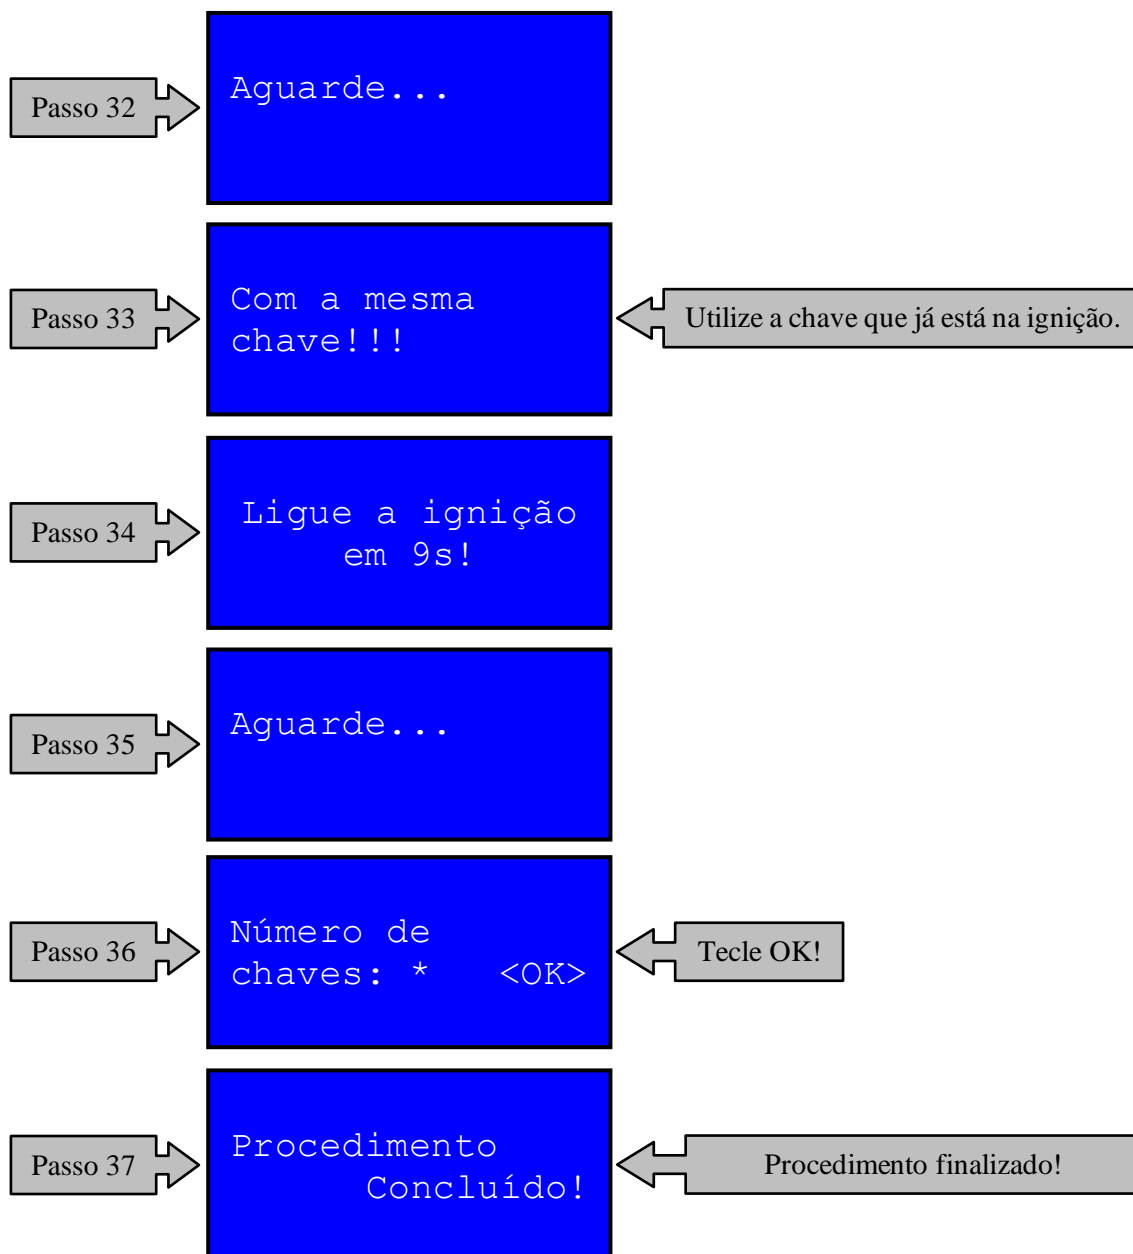 Passo 32
Aguarde...
Passo 33
Com a mesma
chave!!!
Utilize a chave que já está na ignição.
Passo 34
Ligue a ignição
em 9s!
Passo 35
Aguarde...
Passo 36
Número de
chaves: * <OK>
Tecle OK!
Passo 37
Procedimento
Concluído!
Procedimento finalizado!